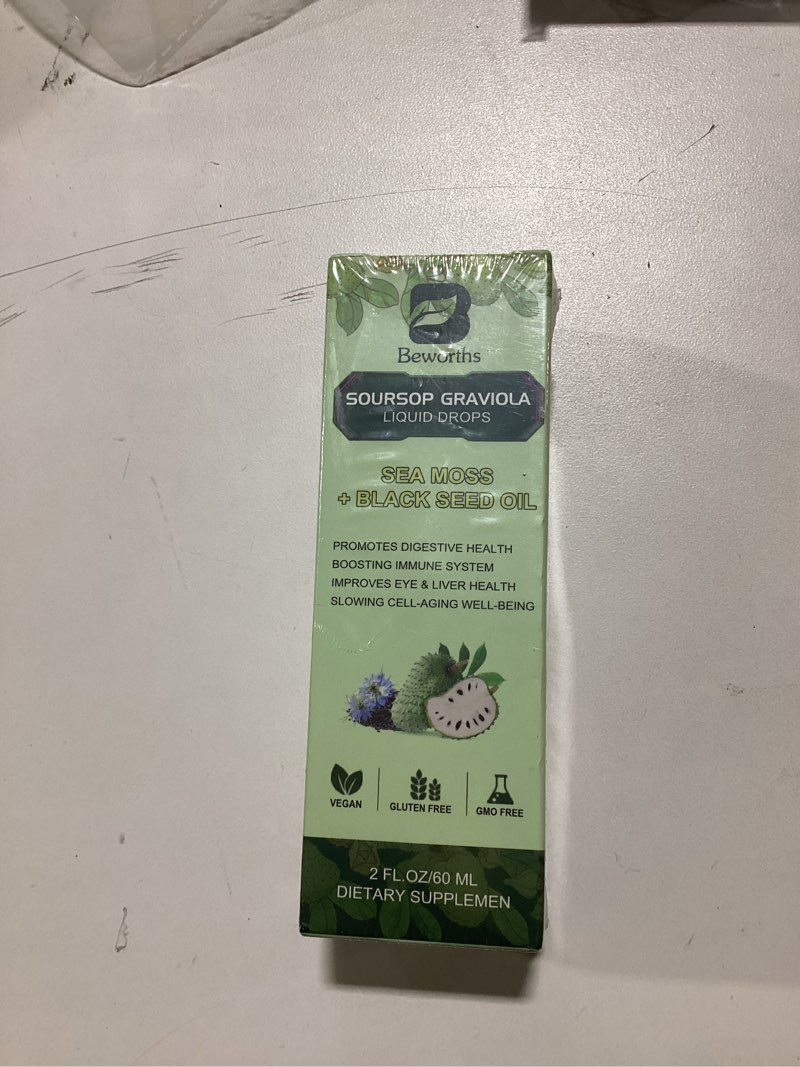 Beworths
SOURSOP GRAVIOLA
LIQUID DROPS
SEA MOSS
+ BLACK SEED OIL
PROMOTES DIGESTIVE HEALTH
BOOSTING IMMUNE SYSTEM
IMPROVES EYE & LIVER HEALTH
SLOWING CELL-AGING WELL-BEING
VEGAN
GLUTEN FREE
GMO FREE
2 FL.OZ/60 ML
DIETARY SUPPLEMEN